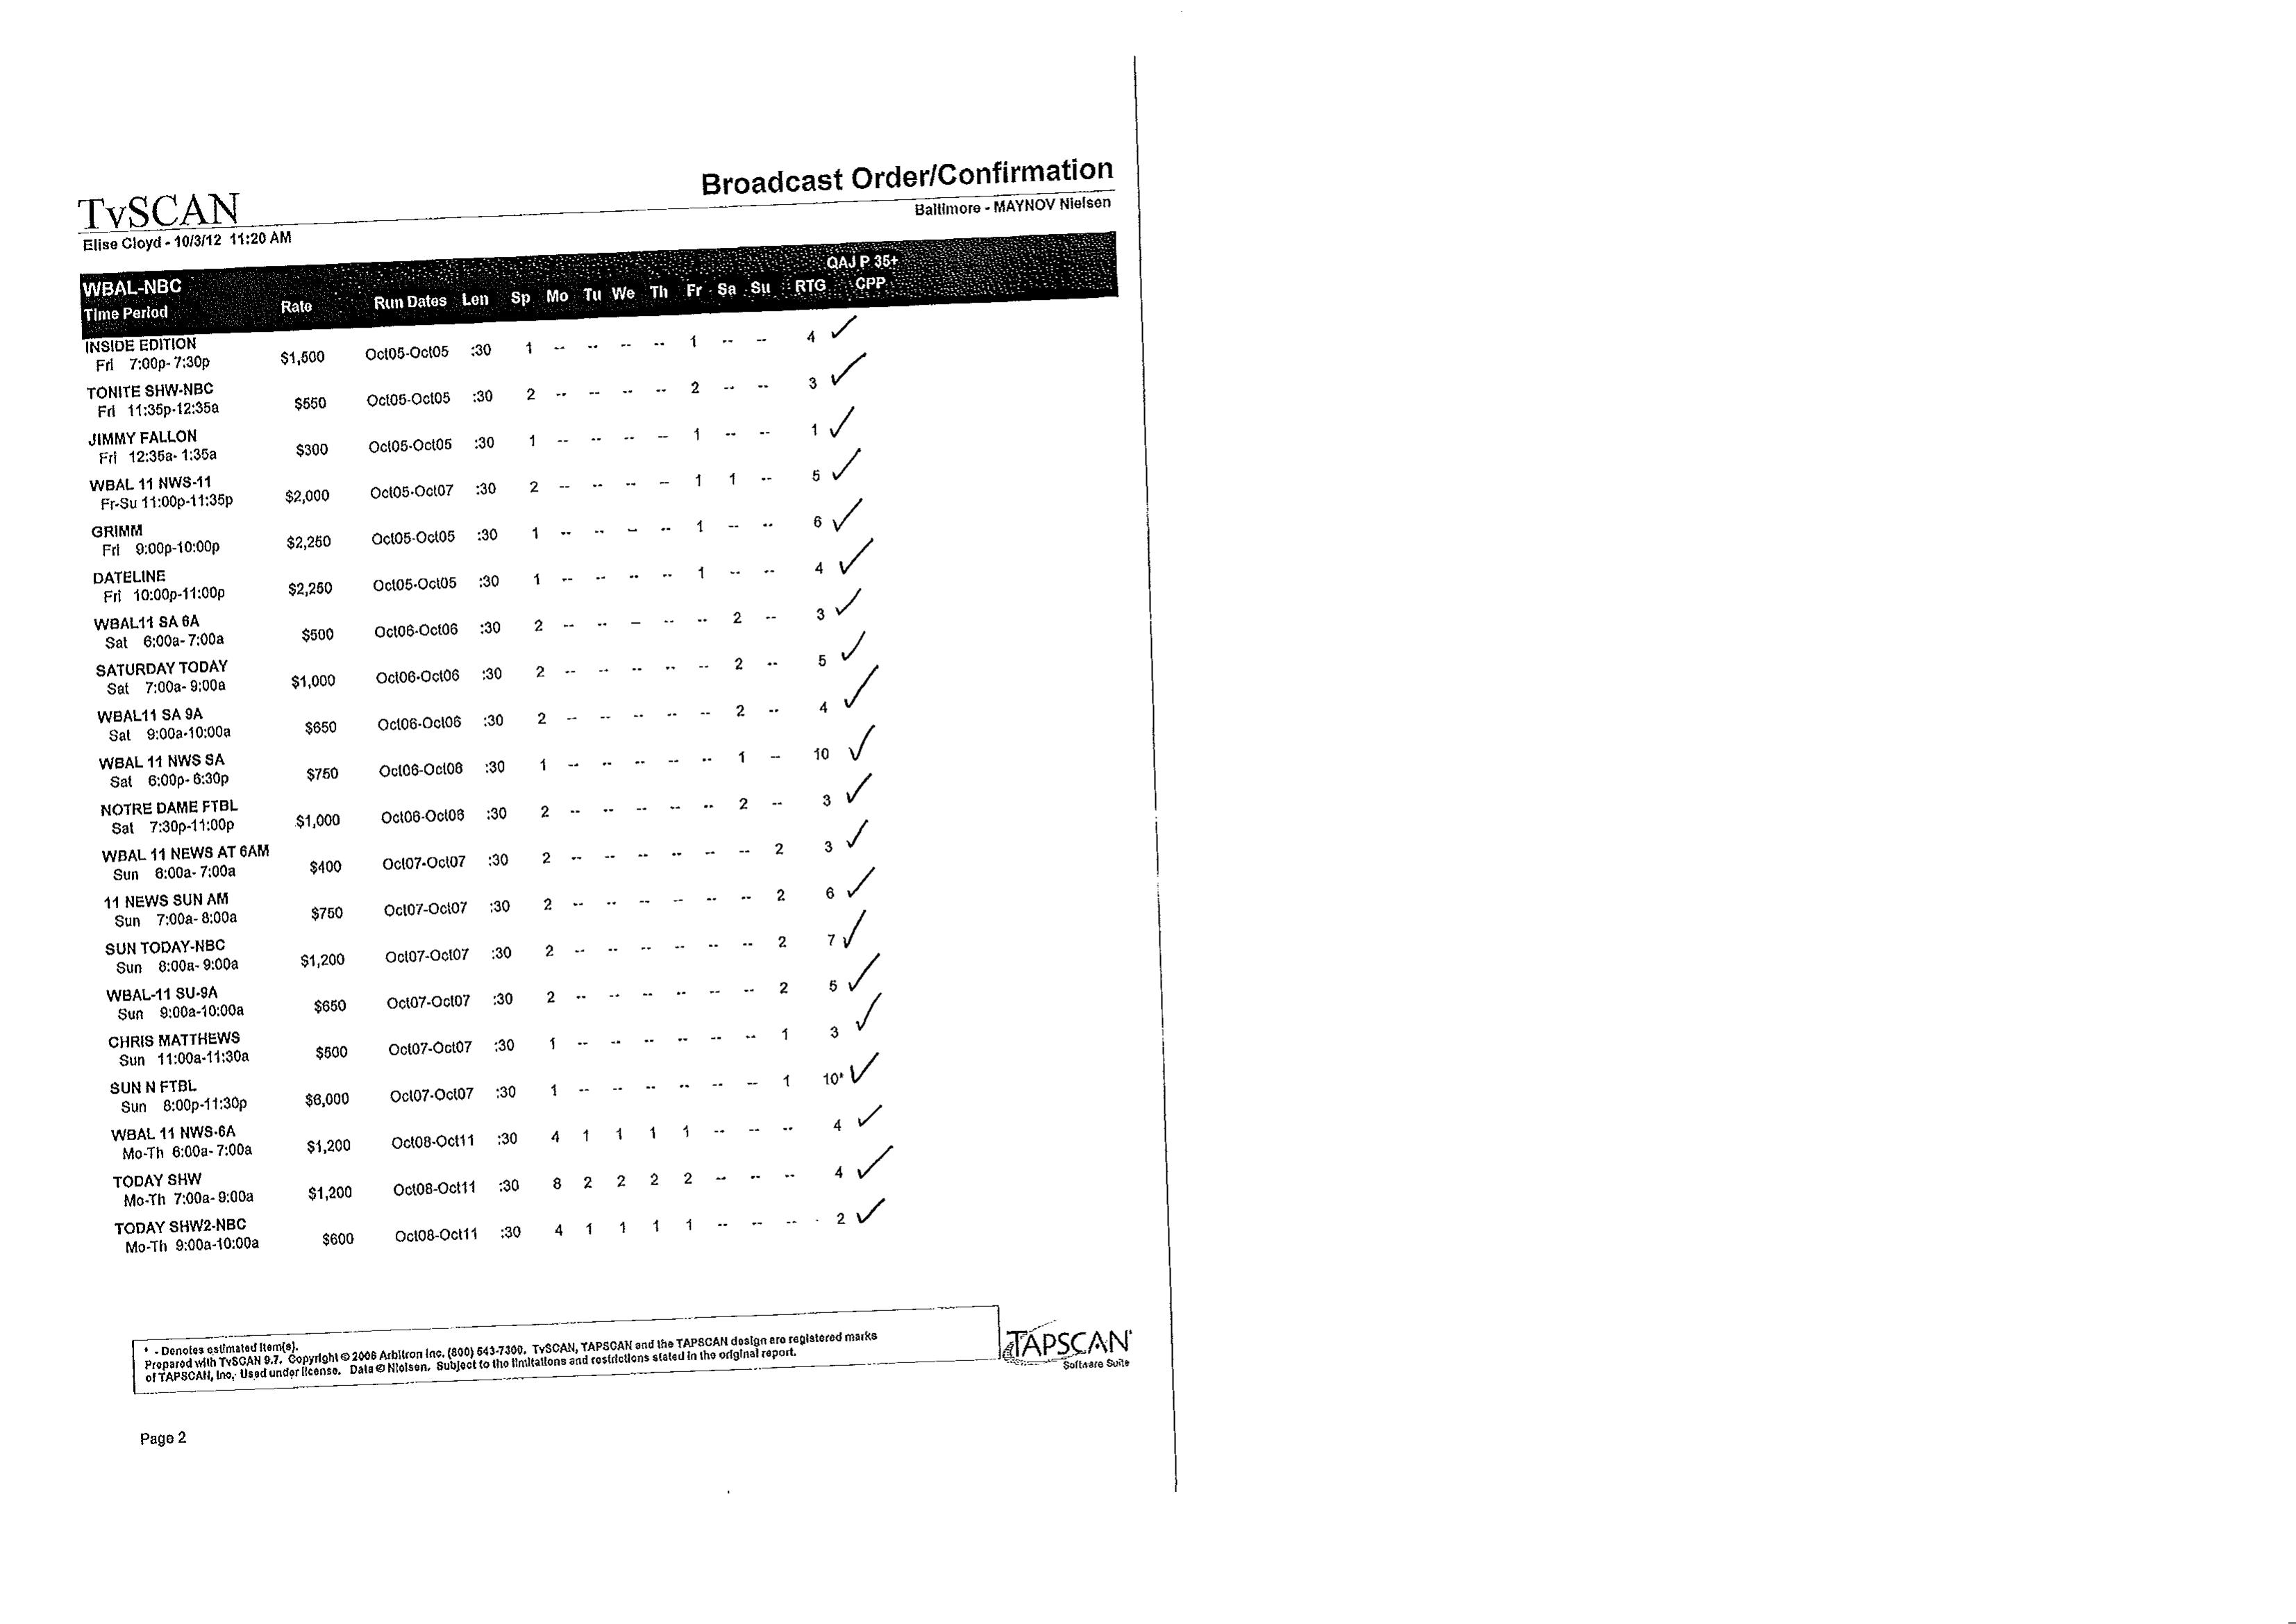 TvSCAN
Broadcast Order/Confirmation
Elise Cloyd - 10/3/12 11:20 AM
Baltimore - MAYNOV Nielsen
WBAL-NBC QAJ P 35+
Time Period Rate Run Dates Len Sp Mo Tu We Th Fr Sa Su RTG CPP
INSIDE EDITION
Fri 7:00p- 7:30p $1,500 Oct05-Oct05 :30 1 -- -- -- -- 1 -- -- 4 ✓
TONITE SHW-NBC
Fri 11:35p-12:35a $550 Oct05-Oct05 :30 2 -- -- -- -- 2 -- -- 3 ✓
JIMMY FALLON
Fri 12:35a- 1:35a $300 Oct05-Oct05 :30 1 -- -- -- -- 1 -- -- 1 ✓
WBAL 11 NWS-11
Fr-Su 11:00p-11:35p $2,000 Oct05-Oct07 :30 2 -- -- -- -- 1 1 -- 5 ✓
GRIMM
Fri 9:00p-10:00p $2,250 Oct05-Oct05 :30 1 -- -- -- -- 1 -- -- 6 ✓
DATELINE
Fri 10:00p-11:00p $2,250 Oct05-Oct05 :30 1 -- -- -- -- 1 -- -- 4 ✓
WBAL11 SA 6A
Sat 6:00a- 7:00a $500 Oct06-Oct06 :30 2 -- -- -- -- -- 2 -- 3 ✓
SATURDAY TODAY
Sat 7:00a- 9:00a $1,000 Oct06-Oct06 :30 2 -- -- -- -- -- 2 -- 5 ✓
WBAL11 SA 9A
Sat 9:00a-10:00a $650 Oct06-Oct06 :30 2 -- -- -- -- -- 2 -- 4 ✓
WBAL 11 NWS SA
Sat 6:00p- 6:30p $750 Oct06-Oct06 :30 1 -- -- -- -- -- 1 -- 10 ✓
NOTRE DAME FTBL
Sat 7:30p-11:00p $1,000 Oct06-Oct06 :30 2 -- -- -- -- -- 2 -- 3 ✓
WBAL 11 NEWS AT 6AM
Sun 6:00a- 7:00a $400 Oct07-Oct07 :30 2 -- -- -- -- -- -- 2 3 ✓
11 NEWS SUN AM
Sun 7:00a- 8:00a $750 Oct07-Oct07 :30 2 -- -- -- -- -- -- 2 6 ✓
SUN TODAY-NBC
Sun 8:00a- 9:00a $1,200 Oct07-Oct07 :30 2 -- -- -- -- -- -- 2 7 ✓
WBAL-11 SU-9A
Sun 9:00a-10:00a $650 Oct07-Oct07 :30 2 -- -- -- -- -- -- 2 5 ✓
CHRIS MATTHEWS
Sun 11:00a-11:30a $500 Oct07-Oct07 :30 1 -- -- -- -- -- -- 1 3 ✓
SUN N FTBL
Sun 8:00p-11:30p $6,000 Oct07-Oct07 :30 1 -- -- -- -- -- -- 1 10* ✓
WBAL 11 NWS-6A
Mo-Th 6:00a- 7:00a $1,200 Oct08-Oct11 :30 4 1 1 1 1 -- -- -- 4 ✓
TODAY SHW
Mo-Th 7:00a- 9:00a $1,200 Oct08-Oct11 :30 8 2 2 2 2 -- -- -- 4 ✓
TODAY SHW2-NBC
Mo-Th 9:00a-10:00a $600 Oct08-Oct11 :30 4 1 1 1 1 -- -- -- 2 ✓
* - Denotes estimated item(s).
Prepared with TvSCAN 9.7. Copyright © 2006 Arbitron Inc. (800) 543-7300. TvSCAN, TAPSCAN and the TAPSCAN design are registered marks
of TAPSCAN, Inc. Used under license. Data © Nielsen. Subject to the limitations and restrictions stated in the original report.
TAPSCAN
Software Suite
Page 2